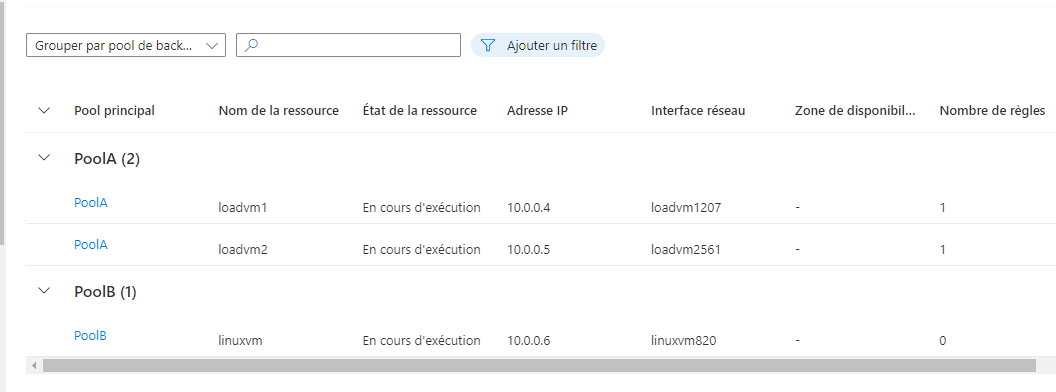 Grouper par pool de back...
Ajouter un filtre
Pool principal Nom de la ressource État de la ressource Adresse IP Interface réseau Zone de disponibil... Nombre de règles
PoolA (2)
PoolA loadvm1 En cours d'exécution 10.0.0.4 loadvm1207 - 1
PoolA loadvm2 En cours d'exécution 10.0.0.5 loadvm2561 - 1
PoolB (1)
PoolB linuxvm En cours d'exécution 10.0.0.6 linuxvm820 - 0